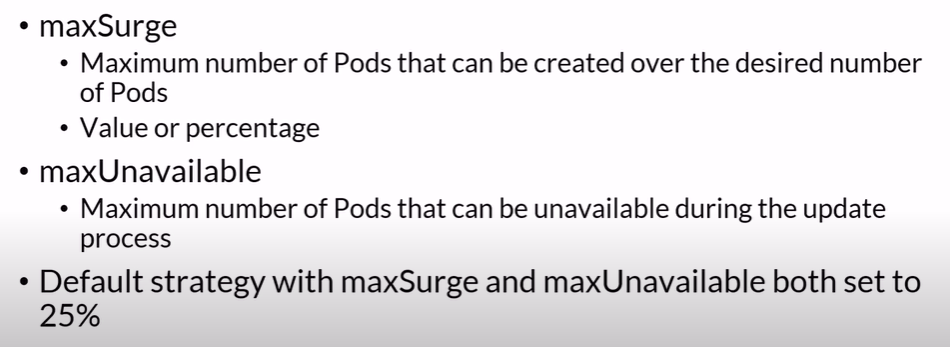 • maxSurge
• Maximum number of Pods that can be created over the desired number
of Pods
• Value or percentage
• maxUnavailable
• Maximum number of Pods that can be unavailable during the update
process
• Default strategy with maxSurge and maxUnavailable both set to
25%